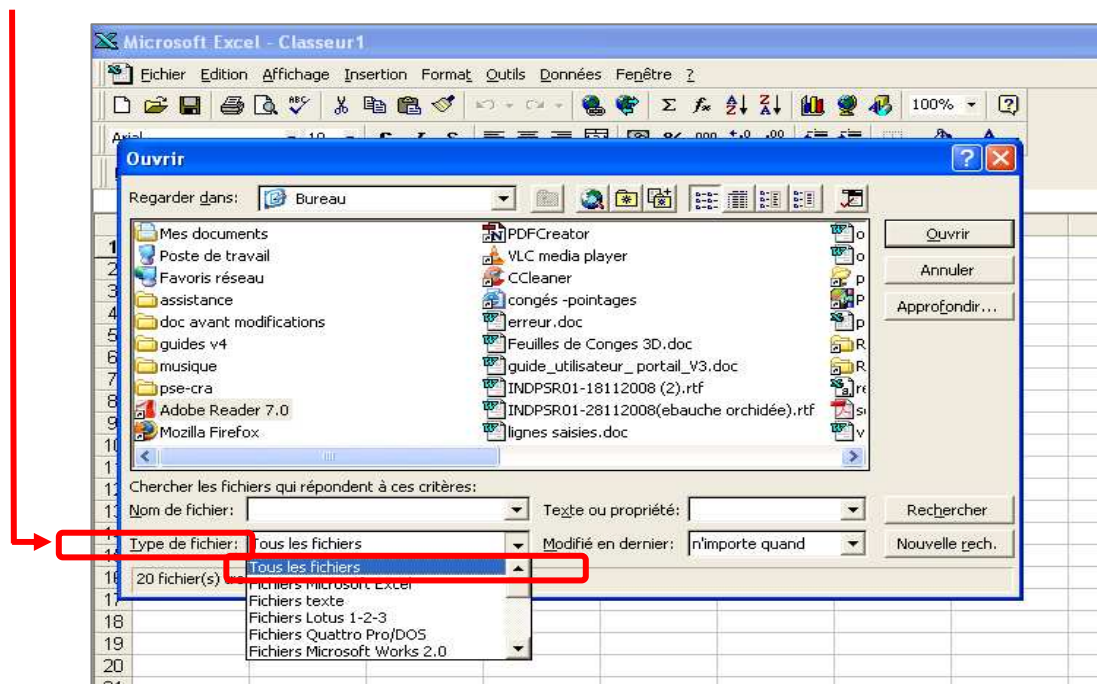 Microsoft Excel - Classeur1
Fichier Edition Affichage Insertion Format Outils Données Fenêtre ?
100%
Ouvrir
Regarder dans: Bureau
Mes documents
Poste de travail
Favoris réseau
assistance
doc avant modifications
guides v4
musique
pse-cra
Adobe Reader 7.0
Mozilla Firefox
PDFCreator
VLC media player
CCleaner
congés -pointages
erreur.doc
Feuilles de Conges 3D.doc
guide_utilisateur_ portail_V3.doc
INDPSR01-18112008 (2).rtf
INDPSR01-28112008(ebauche orchidée).rtf
lignes saisies.doc
Ouvrir
Annuler
Approfondir...
Chercher les fichiers qui répondent à ces critères:
Nom de fichier: Texte ou propriété: Rechercher
Type de fichier: Tous les fichiers Modifié en dernier: n'importe quand Nouvelle rech.
20 fichier(s)
Tous les fichiers
Fichiers Microsoft Excel
Fichiers texte
Fichiers Lotus 1-2-3
Fichiers Quattro Pro/DOS
Fichiers Microsoft Works 2.0
18
19
20